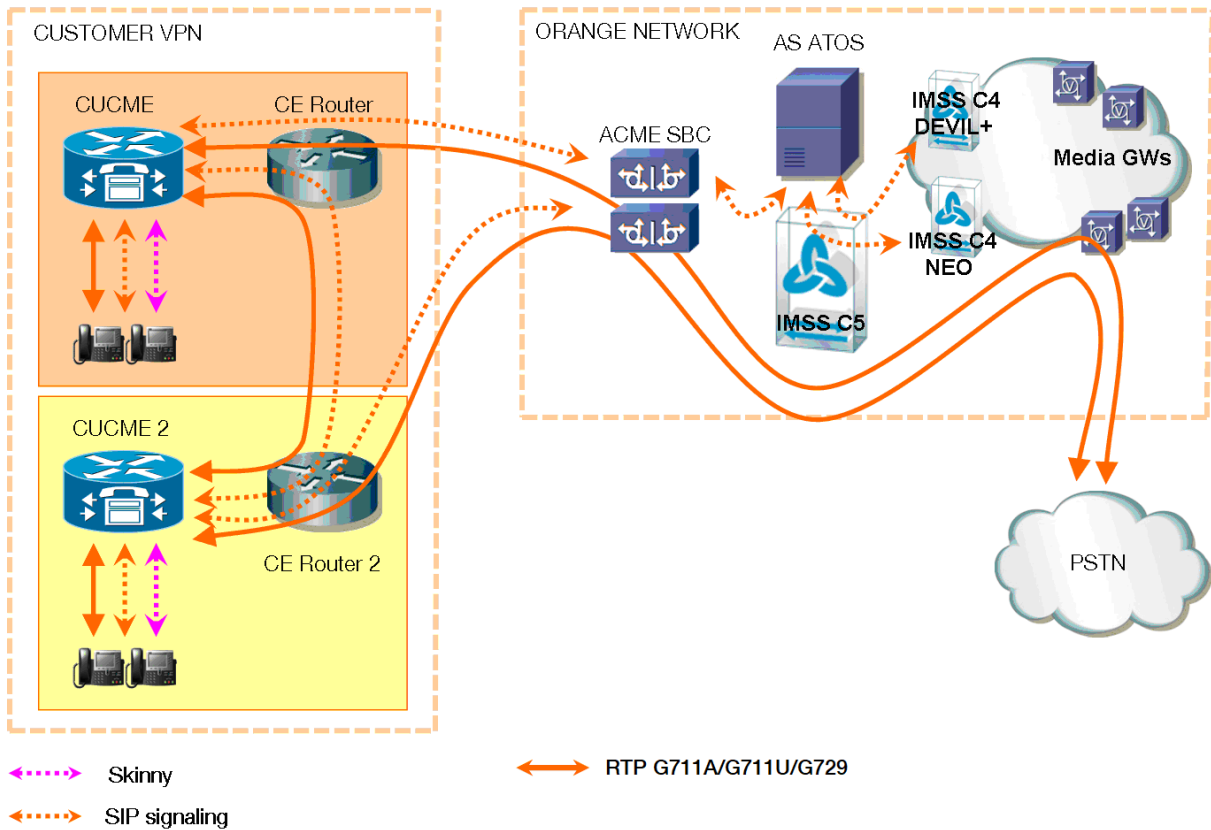 CUSTOMER VPN
CUCME
CE Router
CUCME 2
CE Router 2
ORANGE NETWORK
AS ATOS
ACME SBC
IMSS C4
DEVIL+
Media GWs
IMSS C4
NEO
IMSS C5
PSTN
Skinny
SIP signaling
RTP G711A/G711U/G729